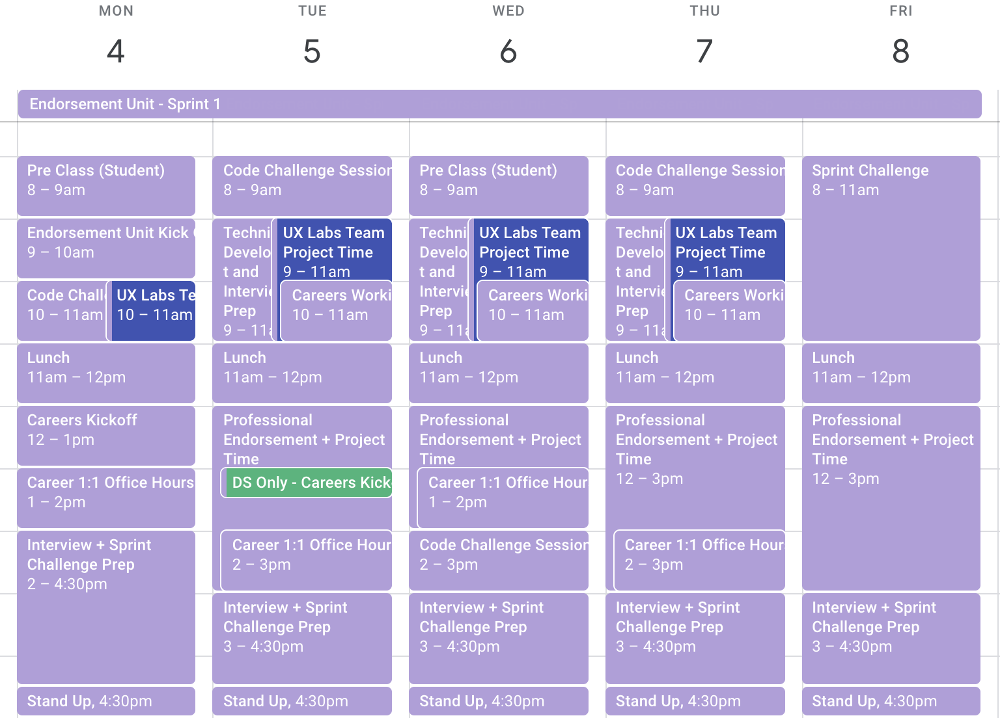 MON
4
TUE
5
WED
6
THU
7
FRI
8
Endorsement Unit - Sprint 1
Pre Class (Student)
8 – 9am
Endorsement Unit Kick
9 – 10am
Code Chall
10 – 11am
UX Labs Te
10 – 11am
Lunch
11am – 12pm
Careers Kickoff
12 – 1pm
Career 1:1 Office Hours
1 – 2pm
Interview + Sprint
Challenge Prep
2 – 4:30pm
Stand Up, 4:30pm
Code Challenge Session
8 – 9am
Techni
Develo
t and
Intervie
Prep
9 – 11a
UX Labs Team
Project Time
9 – 11am
Careers Worki
10 – 11am
Lunch
11am – 12pm
Professional
Endorsement + Project
Time
DS Only - Careers Kick
Career 1:1 Office Hour
2 – 3pm
Interview + Sprint
Challenge Prep
3 – 4:30pm
Stand Up, 4:30pm
Pre Class (Student)
8 – 9am
Techni
Develo
t and
Intervie
Prep
9 – 11a
UX Labs Team
Project Time
9 – 11am
Careers Worki
10 – 11am
Lunch
11am – 12pm
Professional
Endorsement + Project
Time
Career 1:1 Office Hour
1 – 2pm
Code Challenge Session
2 – 3pm
Interview + Sprint
Challenge Prep
3 – 4:30pm
Stand Up, 4:30pm
Code Challenge Session
8 – 9am
Techni
Develo
t and
Intervie
Prep
9 – 11a
UX Labs Team
Project Time
9 – 11am
Careers Worki
10 – 11am
Lunch
11am – 12pm
Professional
Endorsement + Project
Time
12 – 3pm
Career 1:1 Office Hours
2 – 3pm
Interview + Sprint
Challenge Prep
3 – 4:30pm
Stand Up, 4:30pm
Sprint Challenge
8 – 11am
Lunch
11am – 12pm
Professional
Endorsement + Project
Time
12 – 3pm
Interview + Sprint
Challenge Prep
3 – 4:30pm
Stand Up, 4:30pm